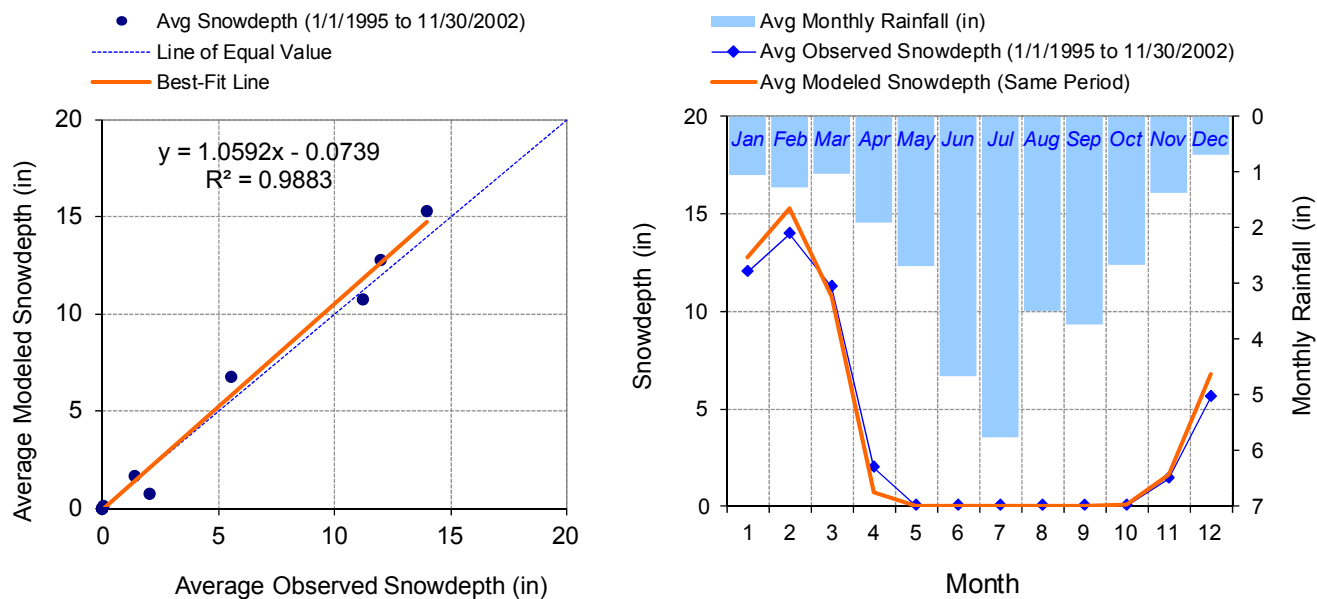 Avg Snowdepth (1/1/1995 to 11/30/2002)
Line of Equal Value
Best-Fit Line
20
15
10
5
0
y = 1.0592x - 0.0739
R² = 0.9883
0 5 10 15 20
Average Modeled Snowdepth (in)
Average Observed Snowdepth (in)
Avg Monthly Rainfall (in)
Avg Observed Snowdepth (1/1/1995 to 11/30/2002)
Avg Modeled Snowdepth (Same Period)
20
15
10
5
0
Snowdepth (in)
Jan Feb Mar Apr May Jun Jul Aug Sep Oct Nov Dec
0
1
2
3
4
5
6
7
Monthly Rainfall (in)
1 2 3 4 5 6 7 8 9 10 11 12
Month